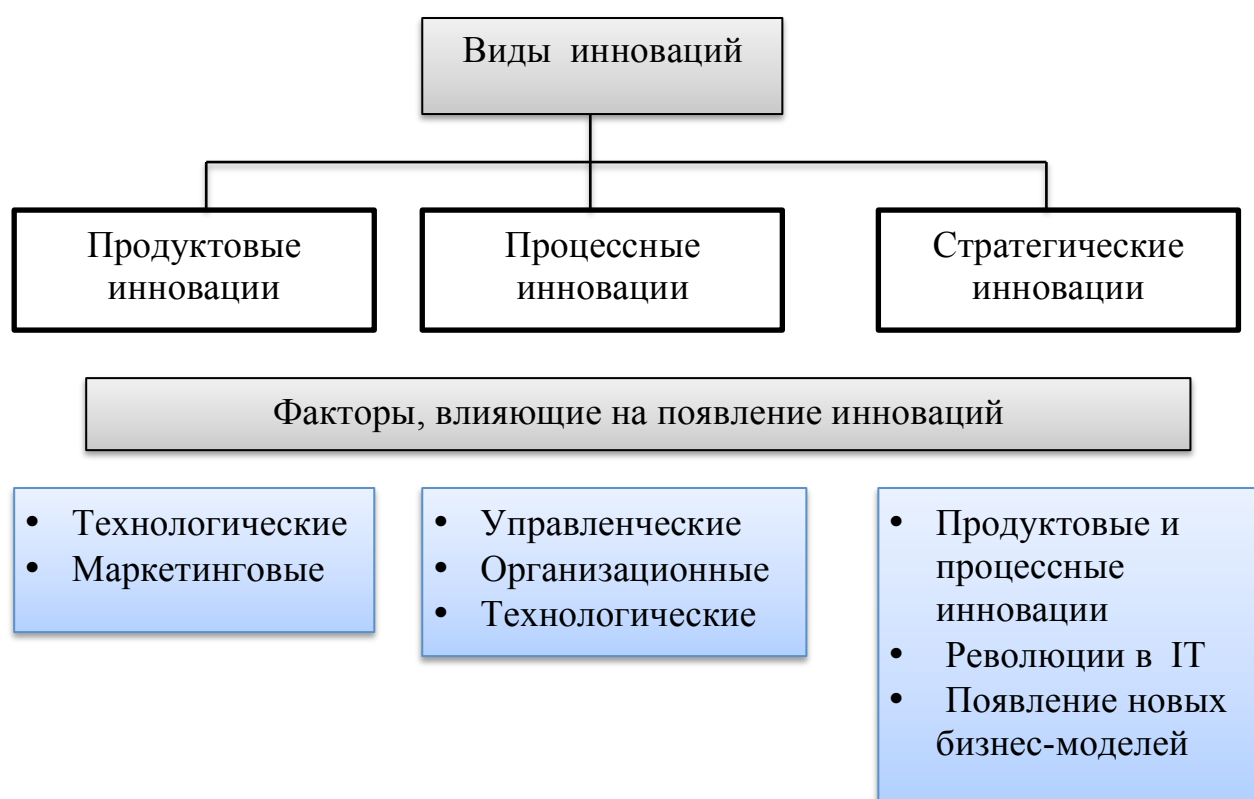 Виды инноваций
Продуктовые
инновации
Процессные
инновации
Стратегические
инновации
Факторы, влияющие на появление инноваций
• Технологические
• Маркетинговые
• Управленческие
• Организационные
• Технологические
• Продуктовые и
процессные
инновации
• Революции в IT
• Появление новых
бизнес-моделей